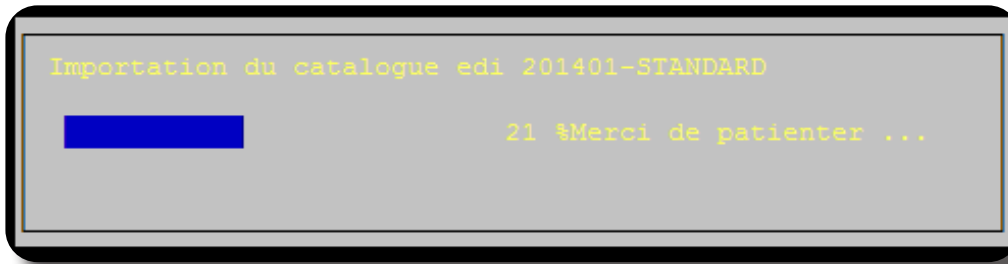 Importation du catalogue edi 201401-STANDARD
21 %Merci de patienter ...